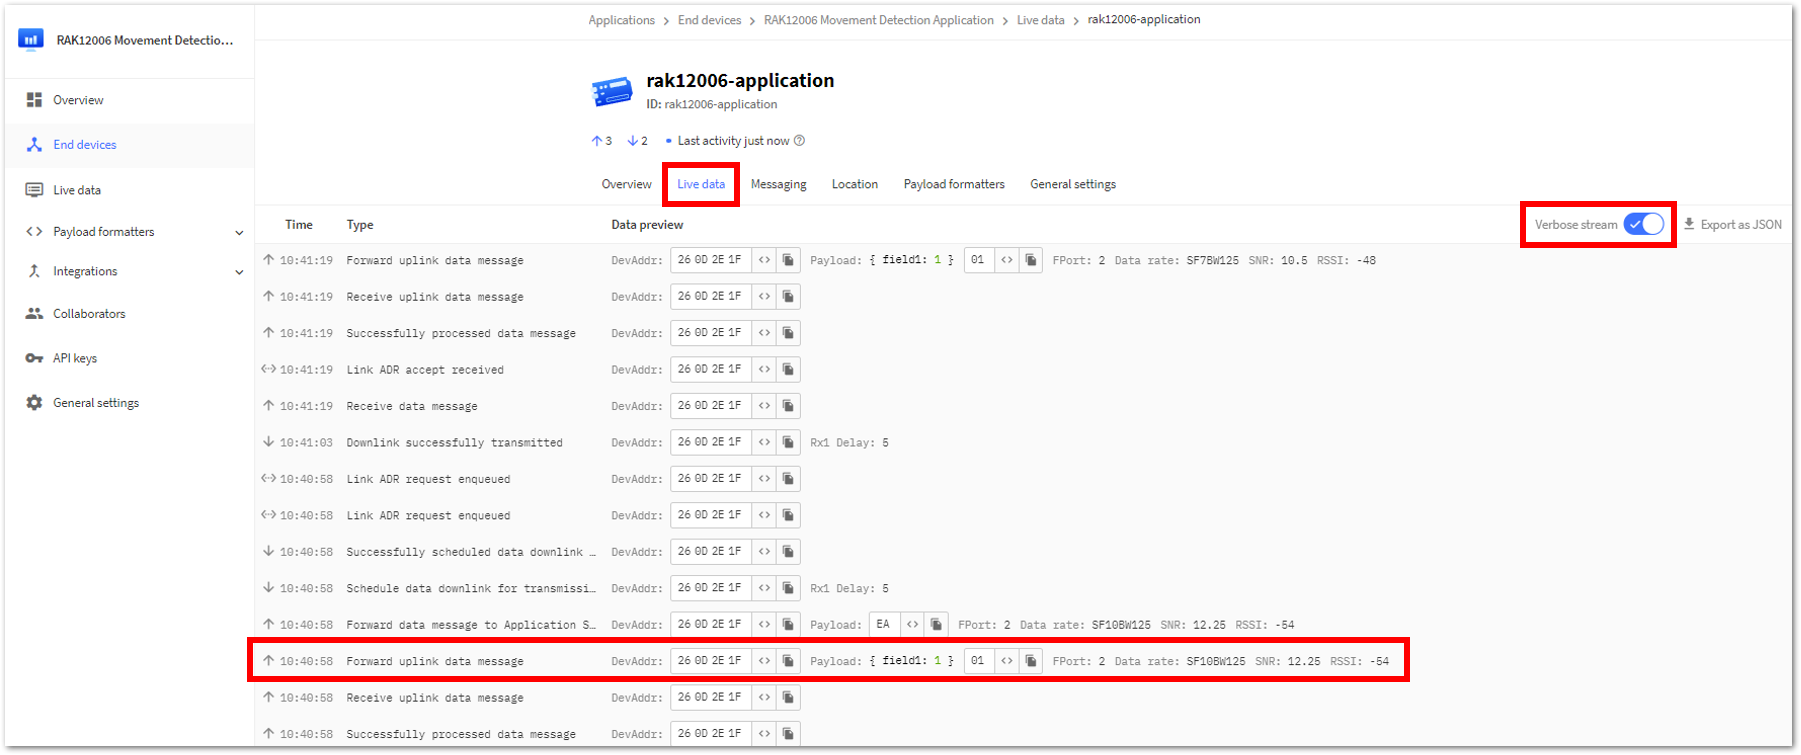 Applications > End devices > RAK12006 Movement Detection Application > Live data > rak12006-application
RAK12006 Movement Detectio...
Overview
End devices
Live data
Payload formatters
Integrations
Collaborators
API keys
General settings
rak12006-application
ID: rak12006-application
↑ 3 ↓ 2 • Last activity just now
Overview Live data Messaging Location Payload formatters General settings
Time Type Data preview Verbose stream Export as JSON
↑ 10:41:19 Forward uplink data message DevAddr: 26 0D 2E 1F <> Payload: { field1: 1 } 01 <> FPort: 2 Data rate: SF7BW125 SNR: 10.5 RSSI: -48
↑ 10:41:19 Receive uplink data message DevAddr: 26 0D 2E 1F <>
↑ 10:41:19 Successfully processed data message DevAddr: 26 0D 2E 1F <>
10:41:19 Link ADR accept received DevAddr: 26 0D 2E 1F <>
↑ 10:41:19 Receive data message DevAddr: 26 0D 2E 1F <>
↓ 10:41:03 Downlink successfully transmitted DevAddr: 26 0D 2E 1F <> Rx1 Delay: 5
10:40:58 Link ADR request enqueued DevAddr: 26 0D 2E 1F <>
10:40:58 Link ADR request enqueued DevAddr: 26 0D 2E 1F <>
↓ 10:40:58 Successfully scheduled data downlink ... DevAddr: 26 0D 2E 1F <>
↓ 10:40:58 Schedule data downlink for transmissi... DevAddr: 26 0D 2E 1F <> Rx1 Delay: 5
↑ 10:40:58 Forward data message to Application S... DevAddr: 26 0D 2E 1F <> Payload: EA <> FPort: 2 Data rate: SF10BW125 SNR: 12.25 RSSI: -54
↑ 10:40:58 Forward uplink data message DevAddr: 26 0D 2E 1F <> Payload: { field1: 1 } 01 <> FPort: 2 Data rate: SF10BW125 SNR: 12.25 RSSI: -54
↑ 10:40:58 Receive uplink data message DevAddr: 26 0D 2E 1F <>
↑ 10:40:58 Successfully processed data message DevAddr: 26 0D 2E 1F <>